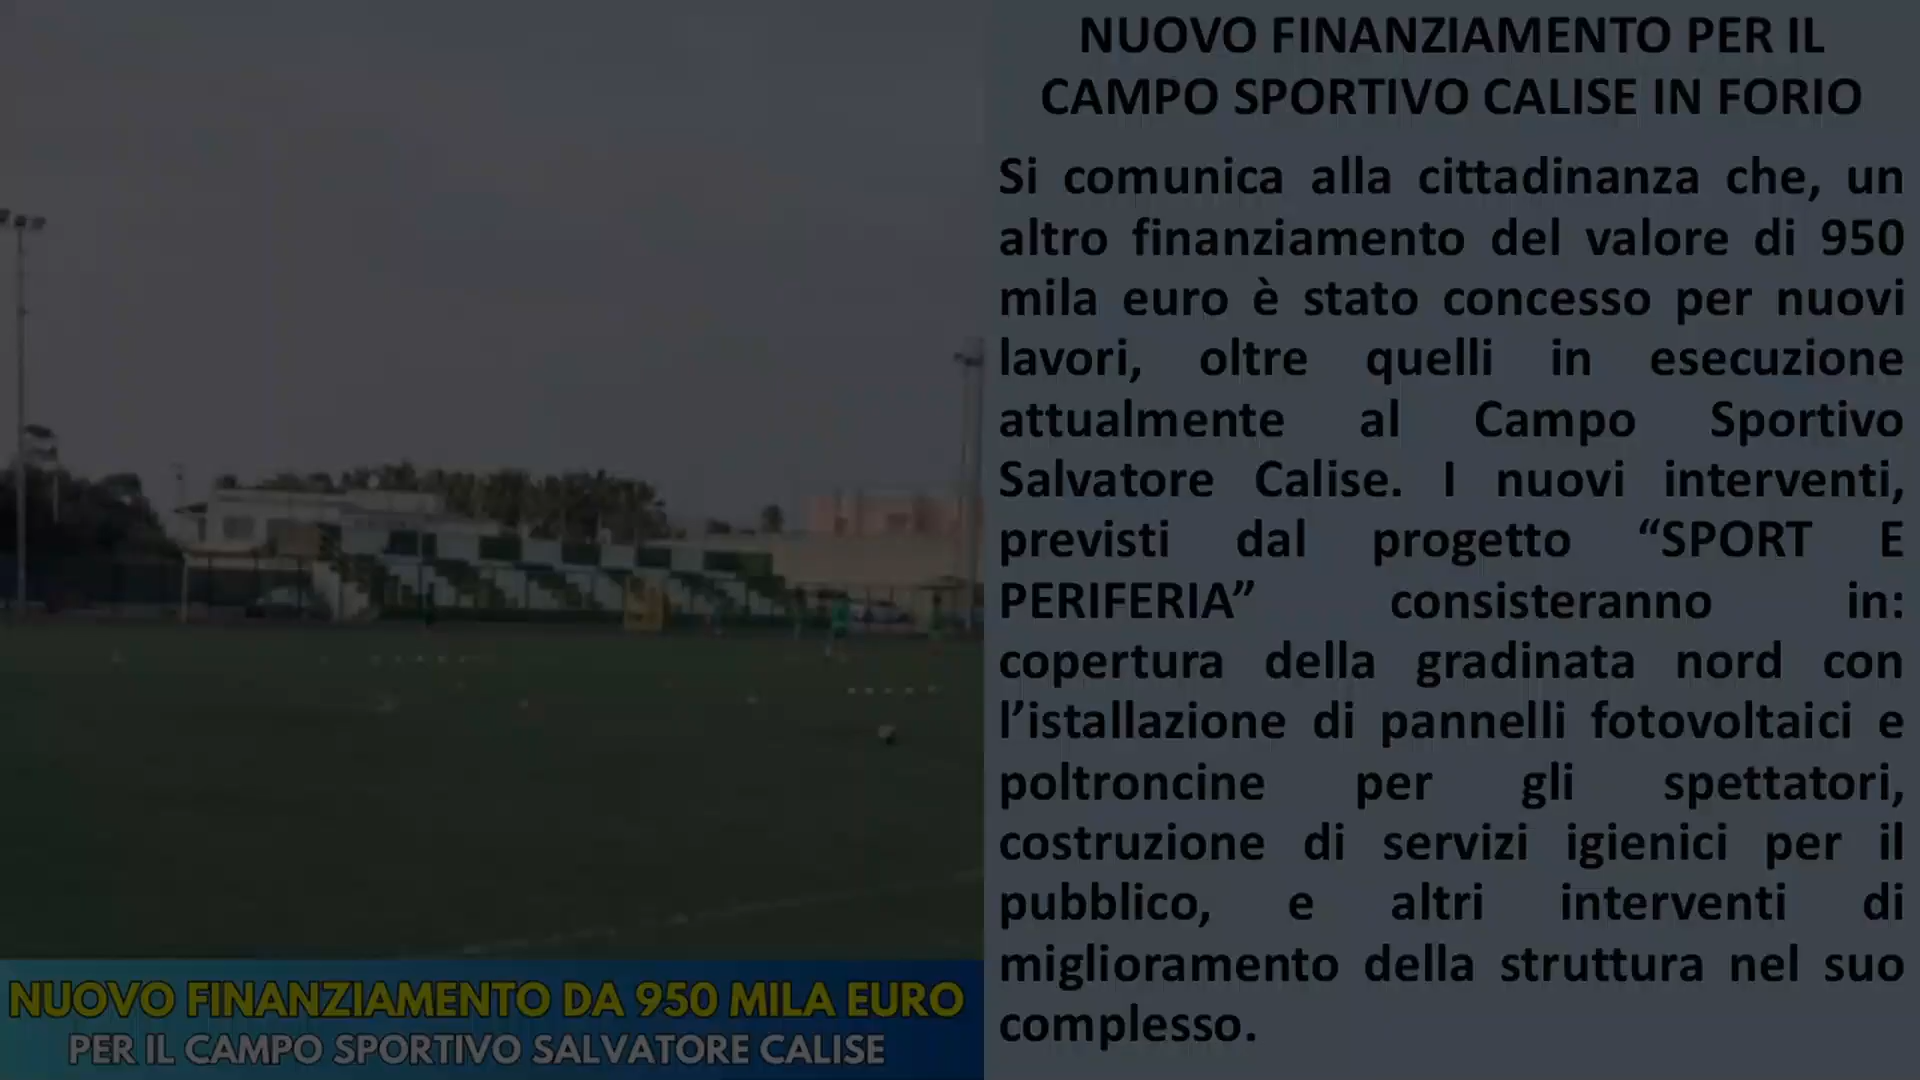 NUOVO FINANZIAMENTO PER IL
CAMPO SPORTIVO CALISE IN FORIO
Si comunica alla cittadinanza che, un
altro finanziamento del valore di 950
mila euro è stato concesso per nuovi
lavori, oltre quelli in esecuzione
attualmente al Campo Sportivo
Salvatore Calise. I nuovi interventi,
previsti dal progetto “SPORT E
PERIFERIA” consisteranno in:
copertura della gradinata nord con
l’istallazione di pannelli fotovoltaici e
poltroncine per gli spettatori,
costruzione di servizi igienici per il
pubblico, e altri interventi di
miglioramento della struttura nel suo
complesso.
NUOVO FINANZIAMENTO DA 950 MILA EURO
PER IL CAMPO SPORTIVO SALVATORE CALISE